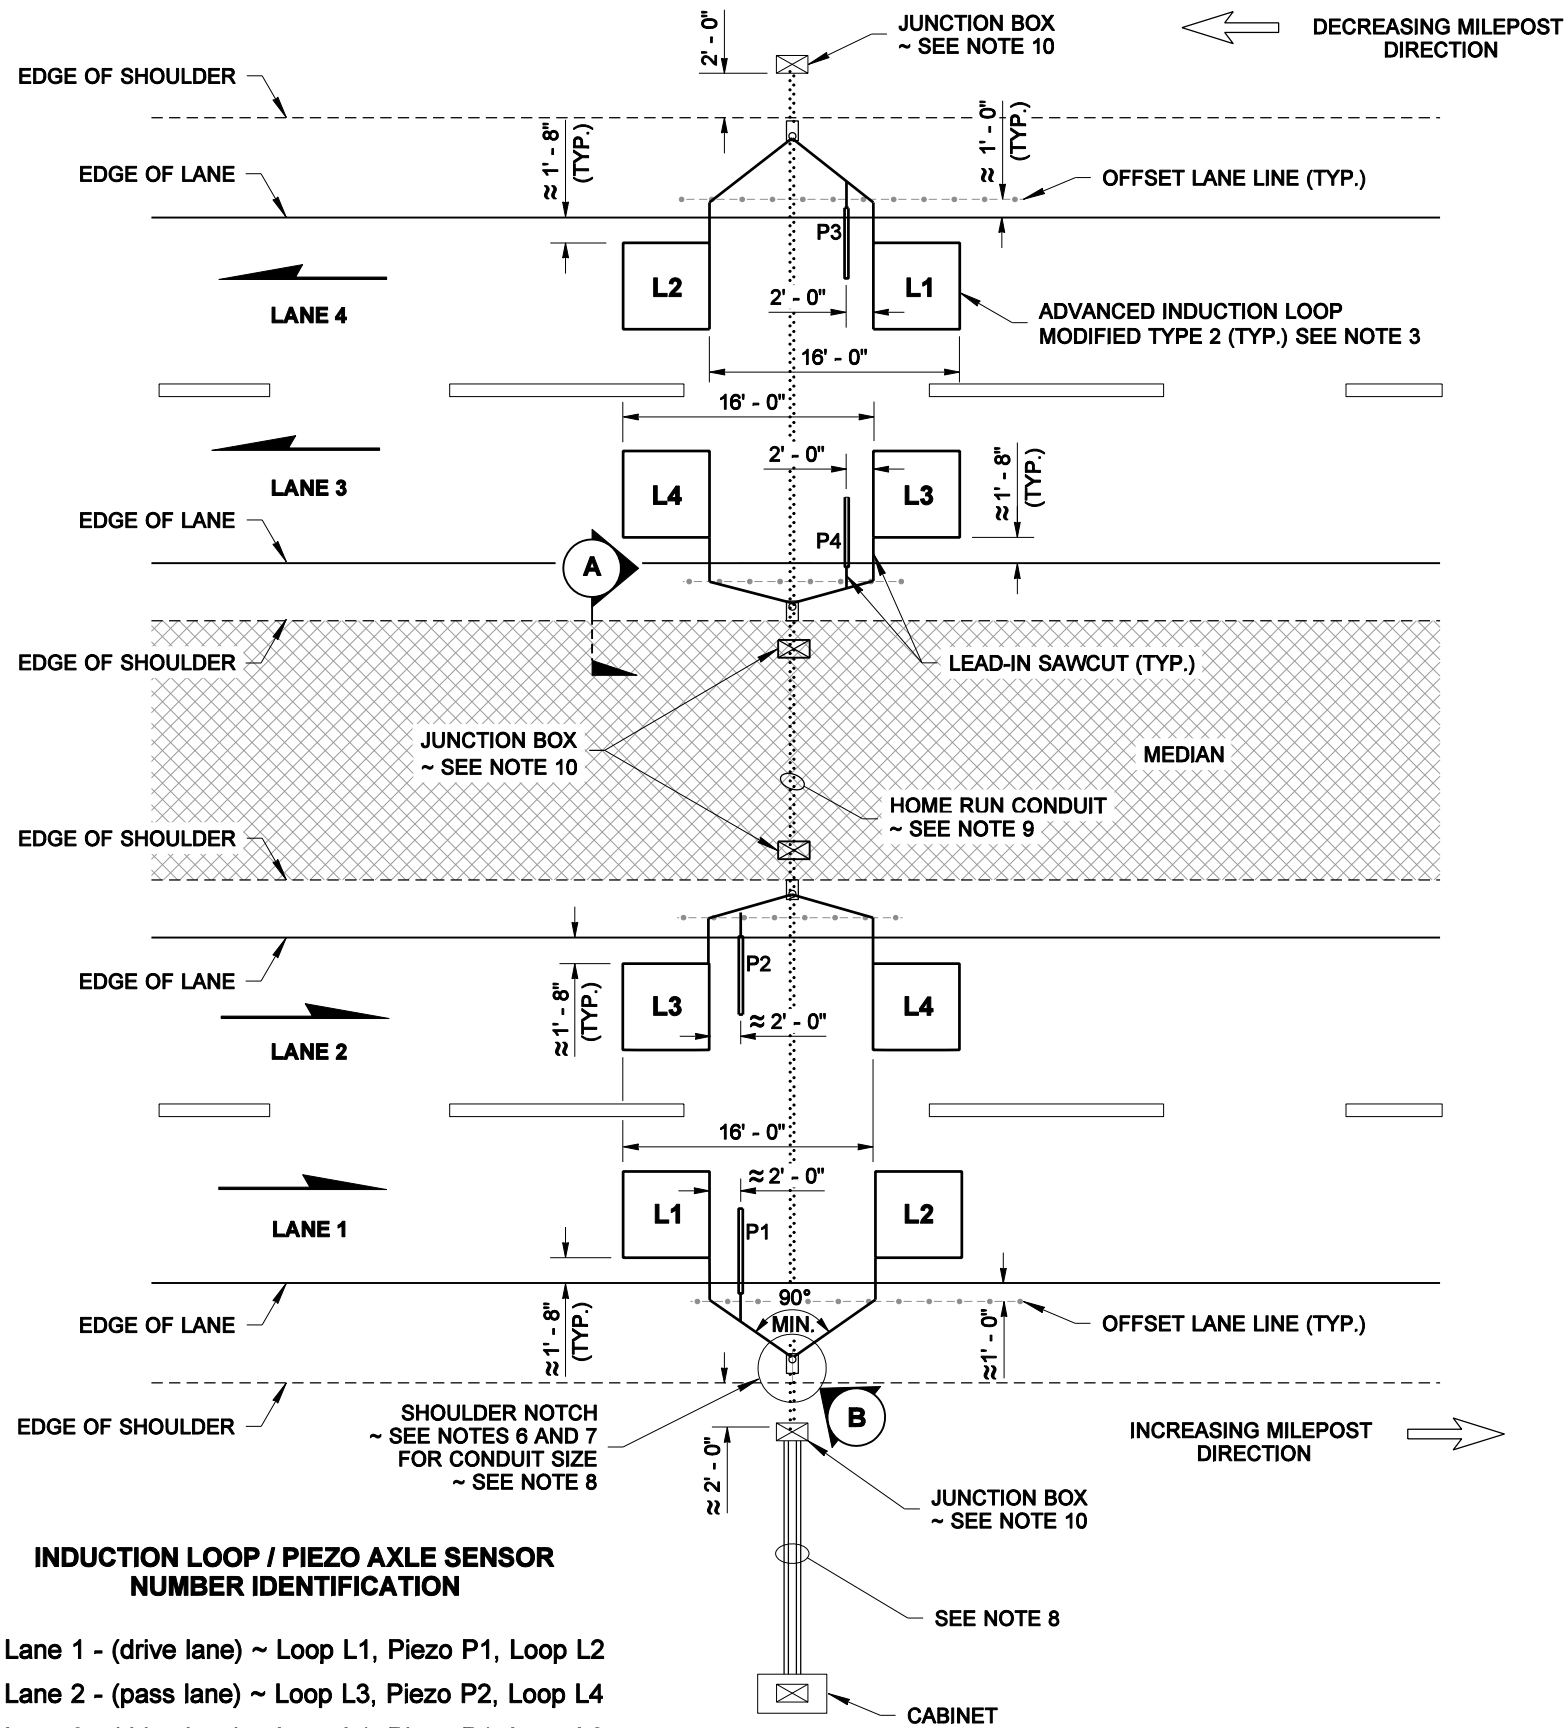 2' - 0"
JUNCTION BOX
~ SEE NOTE 10
DECREASING MILEPOST
DIRECTION
EDGE OF SHOULDER
≈ 1' - 8"
(TYP.)
≈ 1' - 0"
(TYP.)
EDGE OF LANE
OFFSET LANE LINE (TYP.)
P3
L2
L1
2' - 0"
LANE 4
ADVANCED INDUCTION LOOP
MODIFIED TYPE 2 (TYP.) SEE NOTE 3
16' - 0"
16' - 0"
2' - 0"
LANE 3
L4
L3
≈ 1' - 8"
(TYP.)
EDGE OF LANE
P4
A
EDGE OF SHOULDER
LEAD-IN SAWCUT (TYP.)
JUNCTION BOX
~ SEE NOTE 10
MEDIAN
HOME RUN CONDUIT
~ SEE NOTE 9
EDGE OF SHOULDER
EDGE OF LANE
P2
L3
L4
≈ 1' - 8"
(TYP.)
≈ 2' - 0"
LANE 2
16' - 0"
≈ 2' - 0"
L1
L2
LANE 1
P1
90°
MIN.
EDGE OF LANE
≈ 1' - 8"
(TYP.)
≈1' - 0"
OFFSET LANE LINE (TYP.)
EDGE OF SHOULDER
SHOULDER NOTCH
~ SEE NOTES 6 AND 7
FOR CONDUIT SIZE
~ SEE NOTE 8
B
≈ 2' - 0"
INCREASING MILEPOST
DIRECTION
JUNCTION BOX
~ SEE NOTE 10
INDUCTION LOOP / PIEZO AXLE SENSOR
NUMBER IDENTIFICATION
SEE NOTE 8
Lane 1 - (drive lane) ~ Loop L1, Piezo P1, Loop L2
Lane 2 - (pass lane) ~ Loop L3, Piezo P2, Loop L4
CABINET